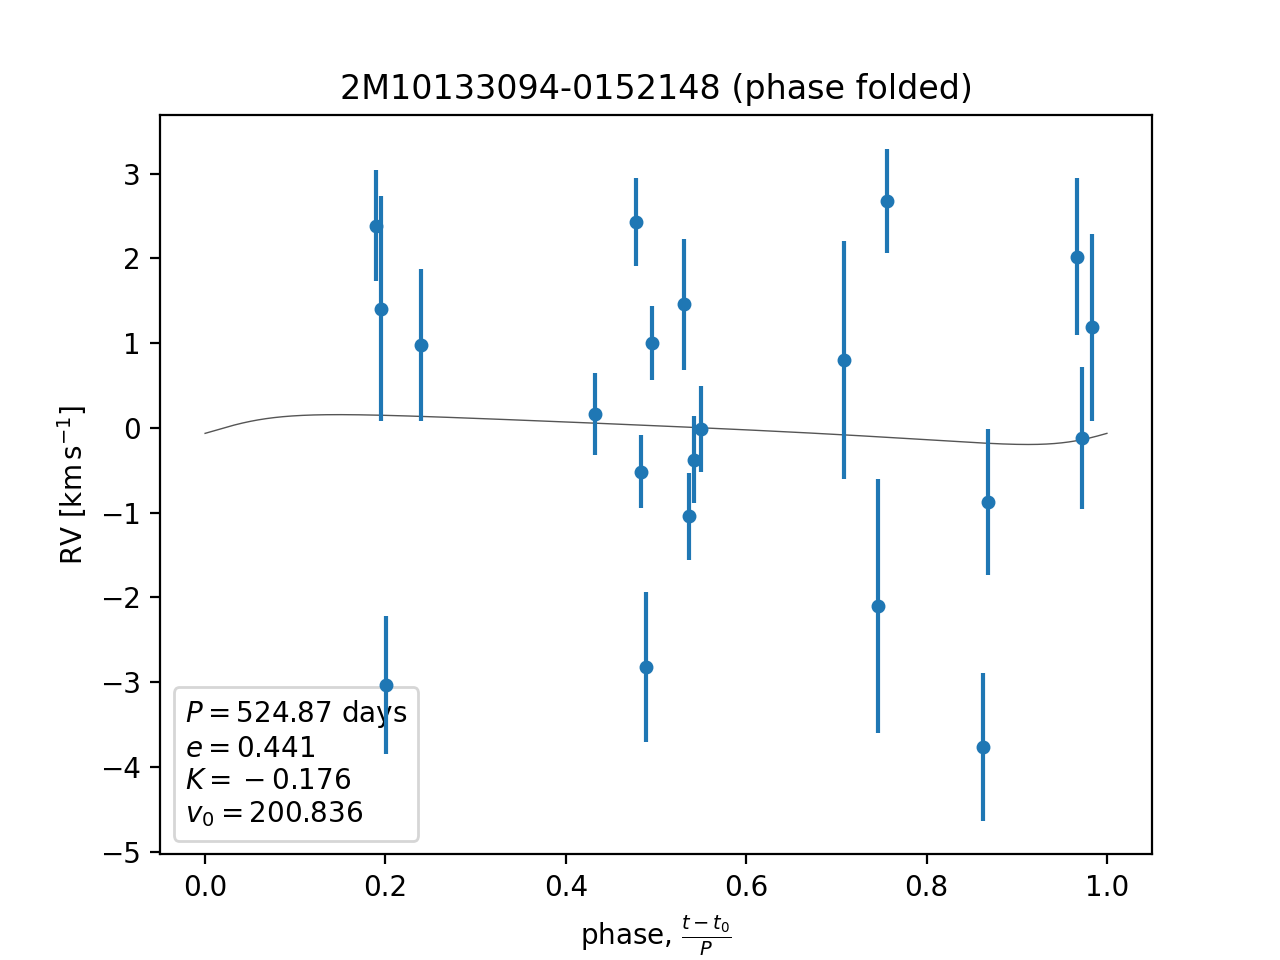 2M10133094-0152148 (phase folded)
3
2
1
0
−1
−2
−3
−4
−5
RV [km s⁻¹]
P = 524.87 days
e = 0.441
K = −0.176
v₀ = 200.836
0.0 0.2 0.4 0.6 0.8 1.0
phase, (t − t₀)/P